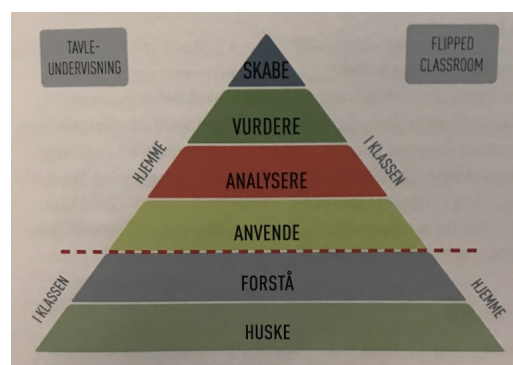 TAVLE-
UNDERVISNING
FLIPPED
CLASSROOM
SKABE
VURDERE
HJEMME
I KLASSEN
ANALYSERE
ANVENDE
I KLASSEN
FORSTÅ
HJEMME
HUSKE